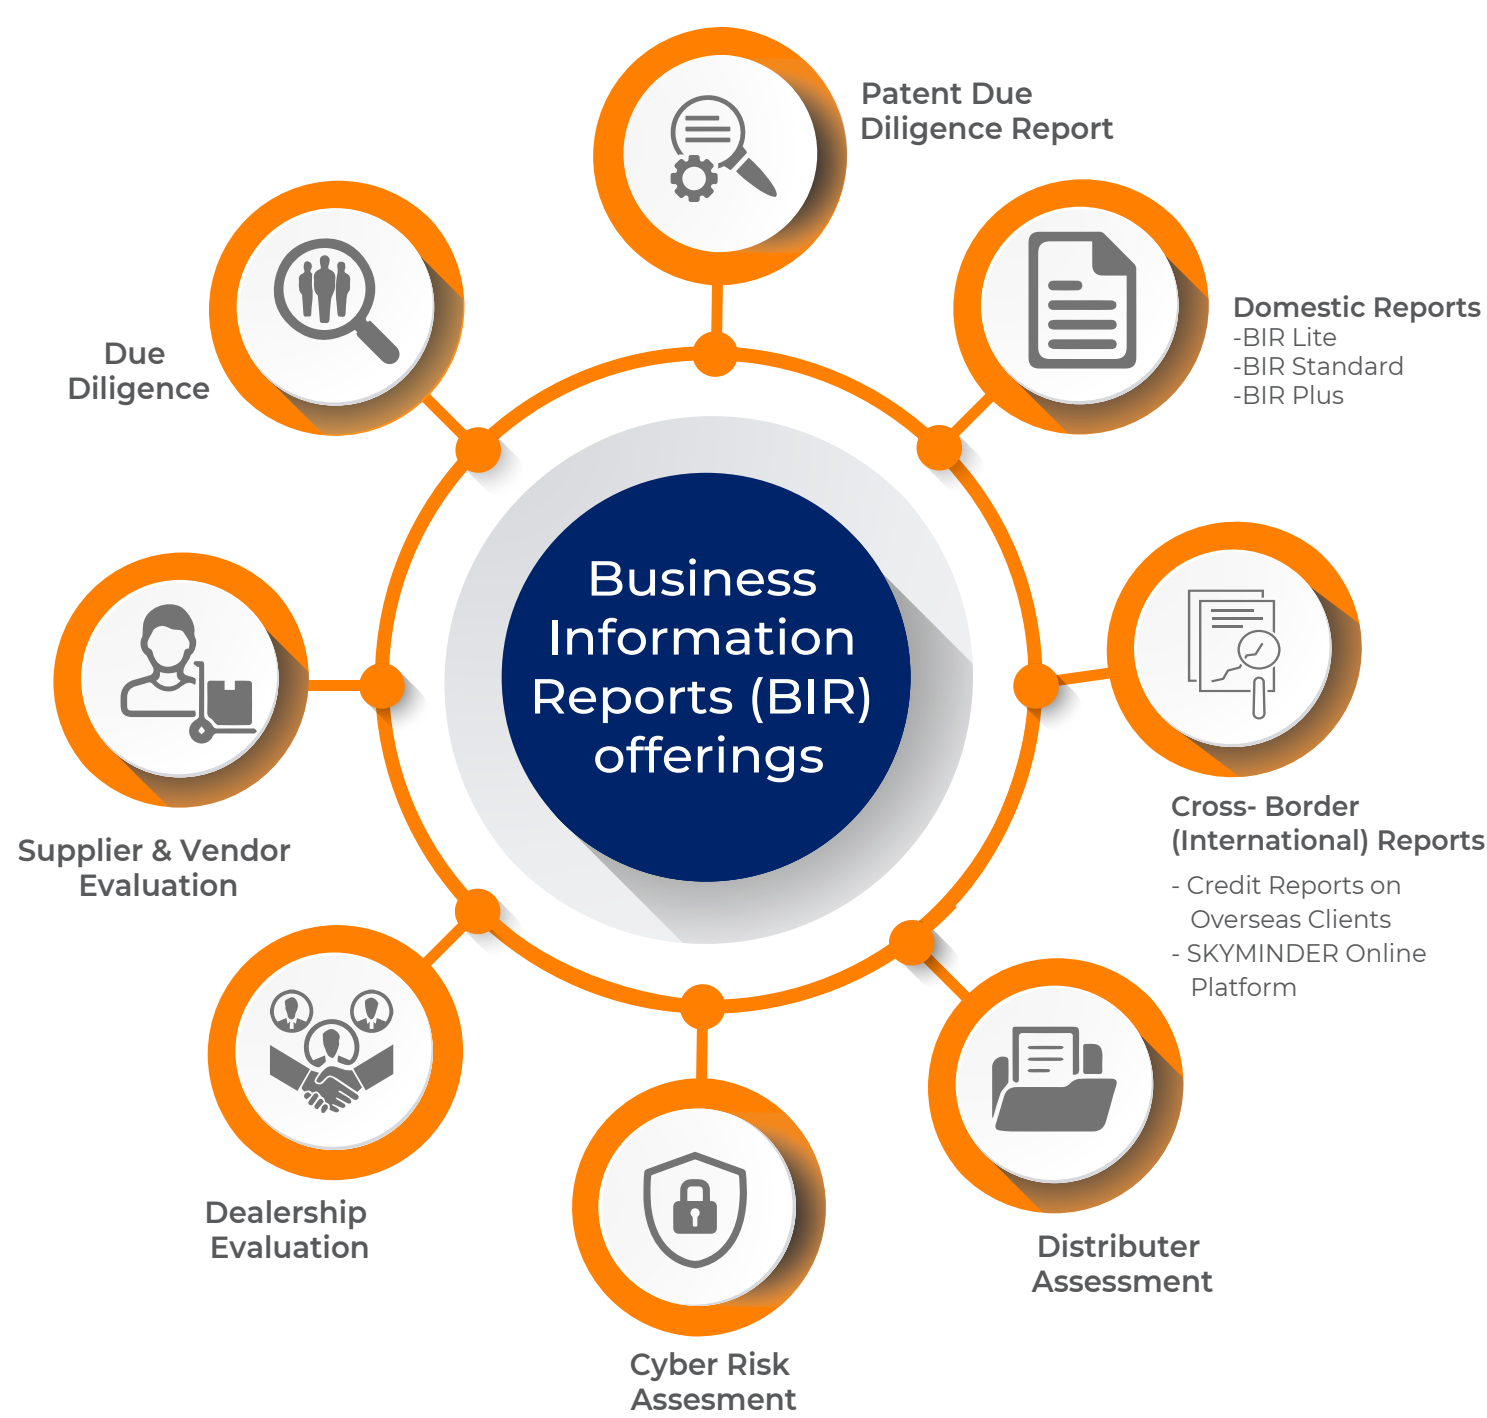 Patent Due
Diligence Report
Domestic Reports
-BIR Lite
-BIR Standard
-BIR Plus
Due
Diligence
Business
Information
Reports (BIR)
offerings
Cross- Border
(International) Reports
- Credit Reports on
Overseas Clients
- SKYMINDER Online
Platform
Supplier & Vendor
Evaluation
Dealership
Evaluation
Distributer
Assessment
Cyber Risk
Assesment